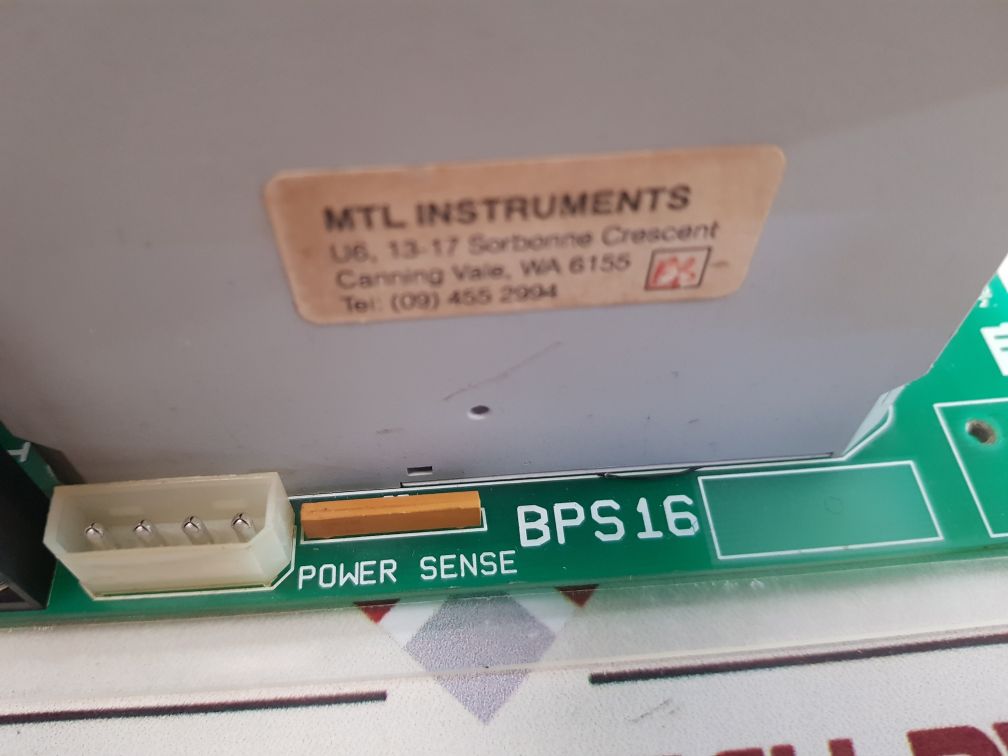 MTL INSTRUMENTS
U6, 13-17 Sorbonne Crescent
Canning Vale, WA 6155
Tel: (09) 455 2994
BPS16
POWER SENSE